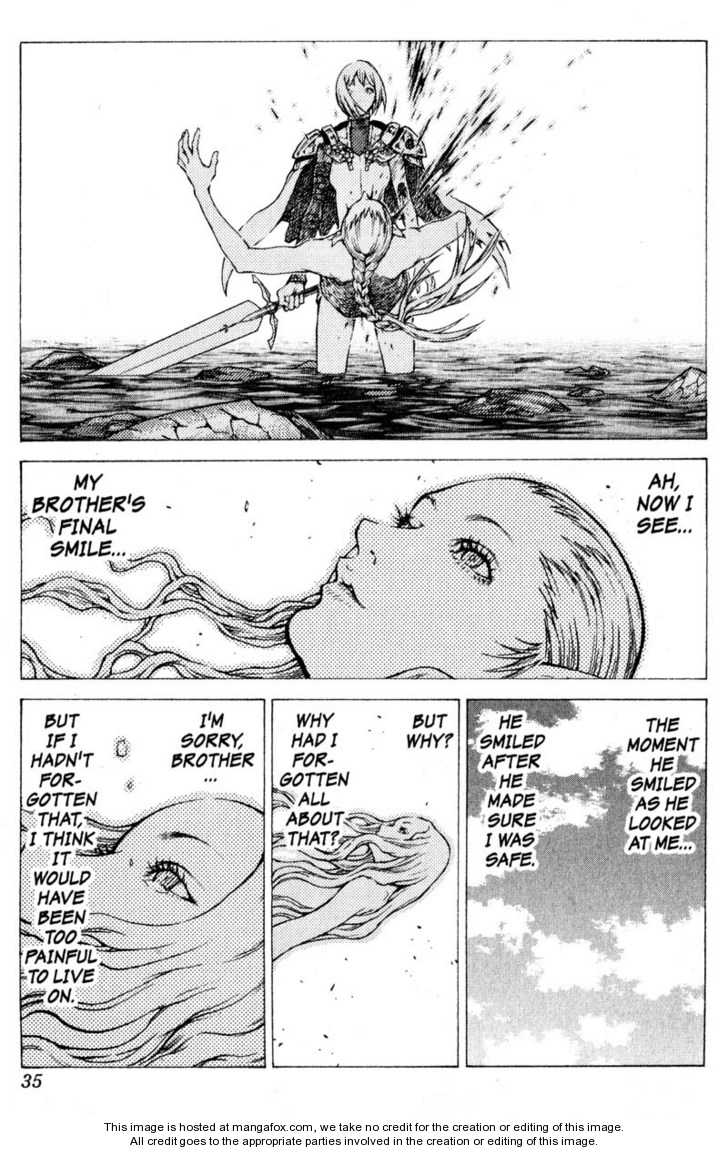 AH,
NOW I
SEE...
MY
BROTHER'S
FINAL
SMILE...
THE
MOMENT
HE
SMILED
AS HE
LOOKED
AT ME...
HE
SMILED
AFTER
HE
MADE
SURE
I WAS
SAFE.
BUT
WHY?
WHY
HAD I
FOR-
GOTTEN
ALL
ABOUT
THAT?
I'M
SORRY,
BROTHER
...
BUT
IF I
HADN'T
FOR-
GOTTEN
THAT,
I THINK
IT
WOULD
HAVE
BEEN
TOO
PAINFUL
TO LIVE
ON.
35
This image is hosted at mangafox.com, we take no credit for the creation or editing of this image.
All credit goes to the appropriate parties involved in the creation or editing of this image.